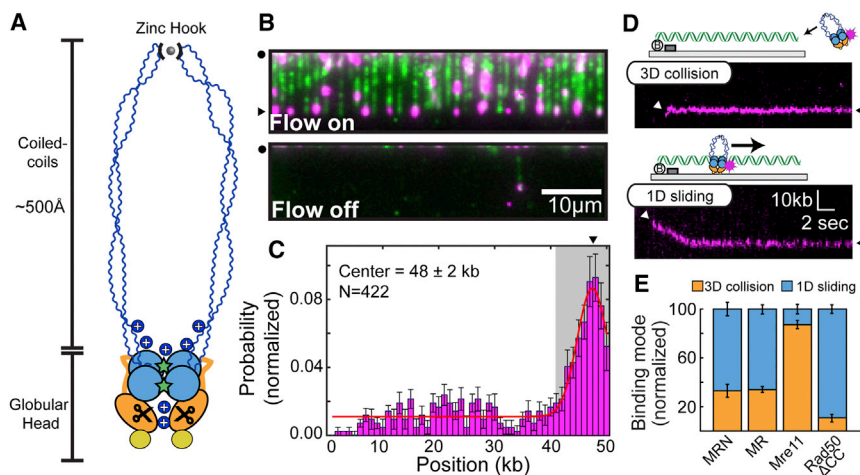 A
Zinc Hook
Coiled-
coils
~500Å
Globular
Head
+
+
+
+
+
+
+
B
Flow on
Flow off
10μm
C
Center = 48 ± 2 kb
N=422
Probability
(normalized)
0.08
0.04
0.00
0 10 20 30 40 50
Position (kb)
D
B
3D collision
B
1D sliding
10kb
2 sec
E
3D collision 1D sliding
Binding mode
(normalized)
100
60
20
MRN
MR
Mre11
Rad50
ΔCC